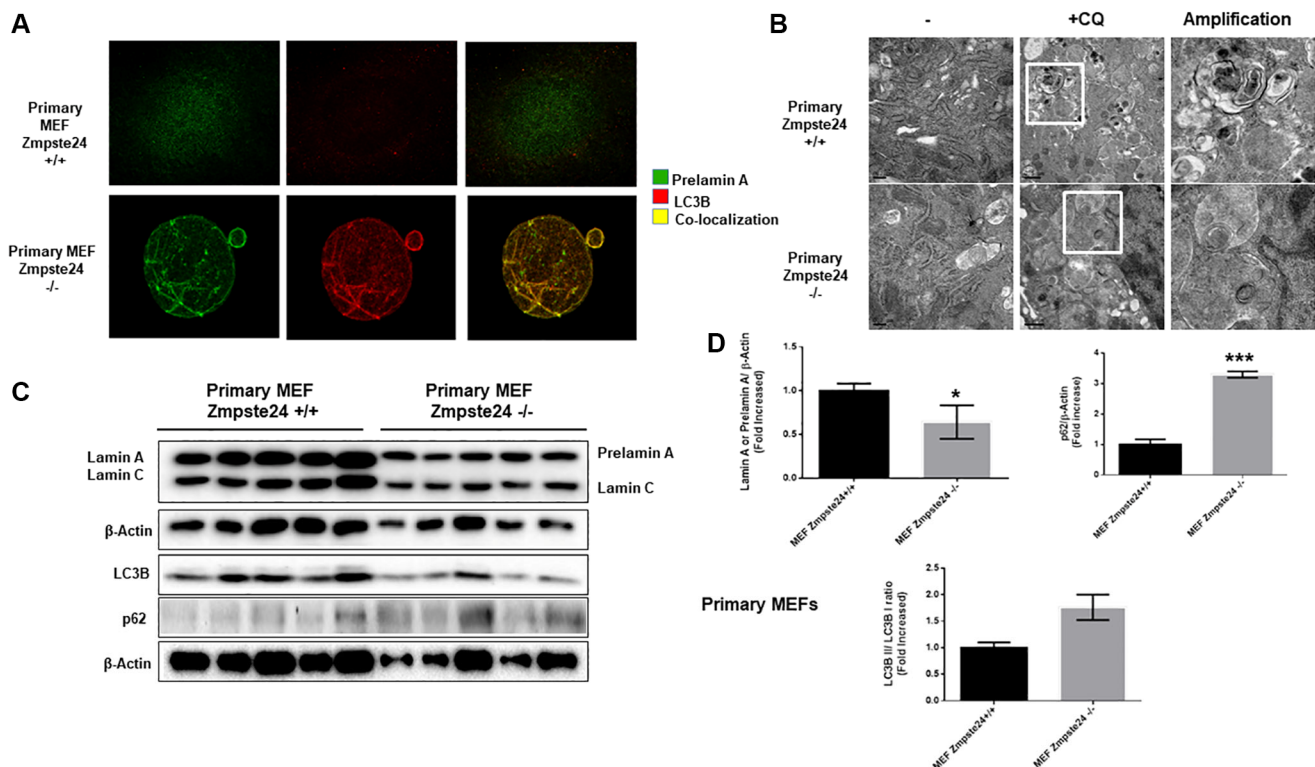 A
Primary
MEF
Zmpste24
+/+
Primary MEF
Zmpste24
-/-
Prelamin A
LC3B
Co-localization
B
-
+CQ
Amplification
Primary
Zmpste24
+/+
Primary
Zmpste24
-/-
C
Primary MEF
Zmpste24 +/+
Primary MEF
Zmpste24 -/-
Lamin A
Lamin C
Prelamin A
Lamin C
β-Actin
LC3B
p62
β-Actin
D
Lamin A or Prelamin A/ β-Actin
(Fold Increased)
1.5
1.0
0.5
0.0
*
MEF Zmpste24+/+
MEF Zmpste24 -/-
p62/β-Actin
(Fold increase)
4
3
2
1
0
***
MEF Zmpste24+/+
MEF Zmpste24 -/-
Primary MEFs
LC3B II/ LC3B I ratio
(Fold Increased)
2.5
2.0
1.5
1.0
0.5
0.0
MEF Zmpste24+/+
MEF Zmpste24 -/-